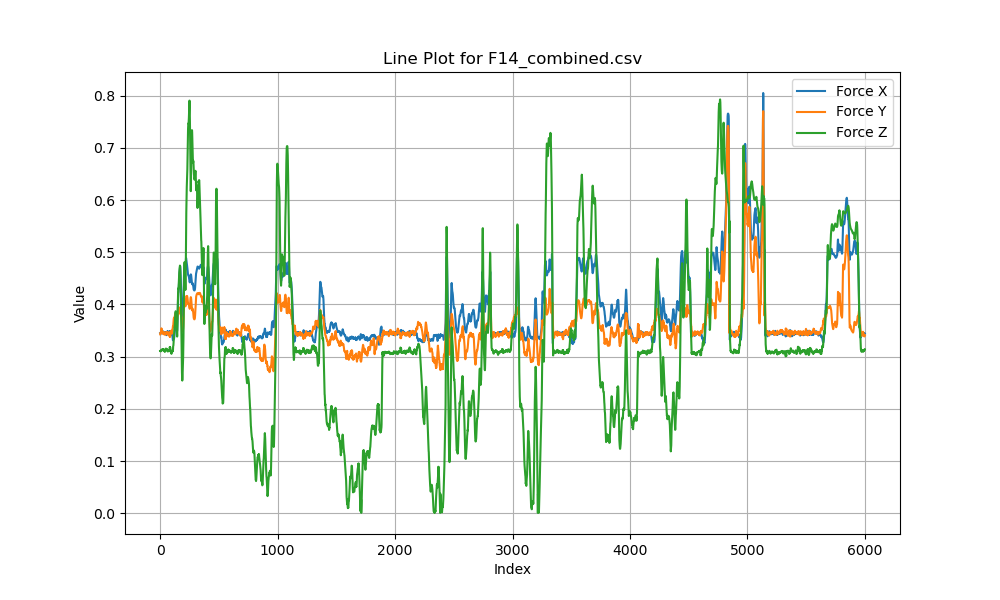 Line Plot for F14_combined.csv
Force X
Force Y
Force Z
Value
0.8
0.7
0.6
0.5
0.4
0.3
0.2
0.1
0.0
0 1000 2000 3000 4000 5000 6000
Index